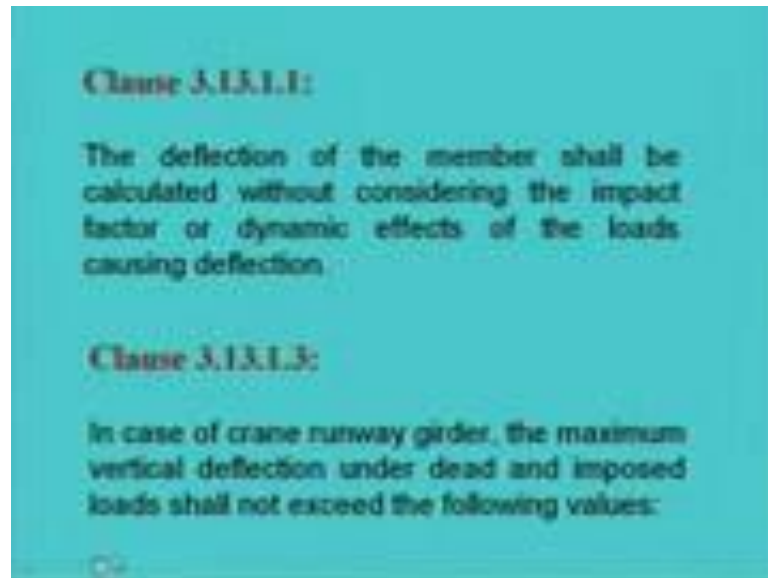 Clause 3.13.1.1:
The deflection of the member shall be
calculated without considering the impact
factor or dynamic effects of the loads
causing deflection
Clause 3.13.1.3:
In case of crane runway girder, the maximum
vertical deflection under dead and imposed
loads shall not exceed the following values: